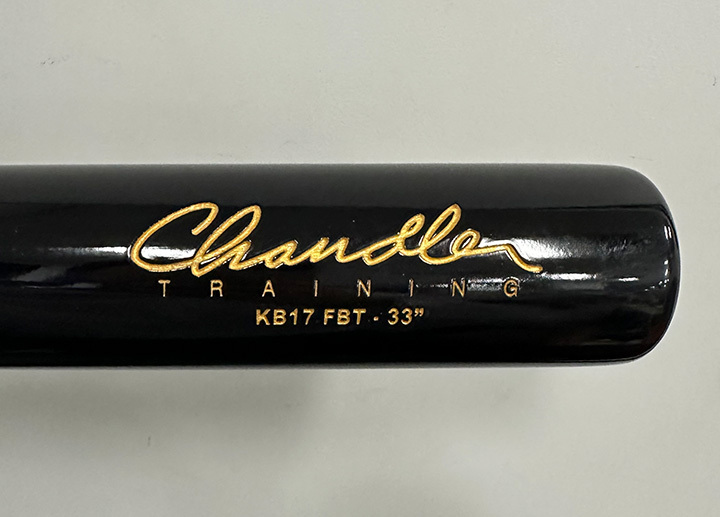 Chandler
TRAINING
KB17 FBT - 33”